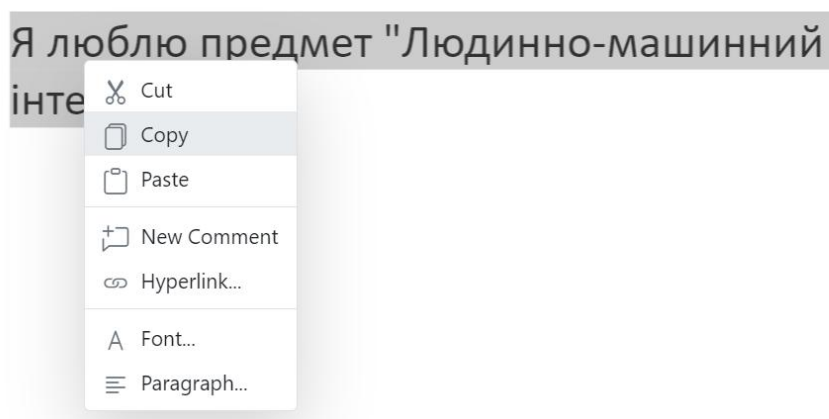 Я люблю предмет "Людинно-машинний
інте
Cut
Copy
Paste
New Comment
Hyperlink...
Font...
Paragraph...